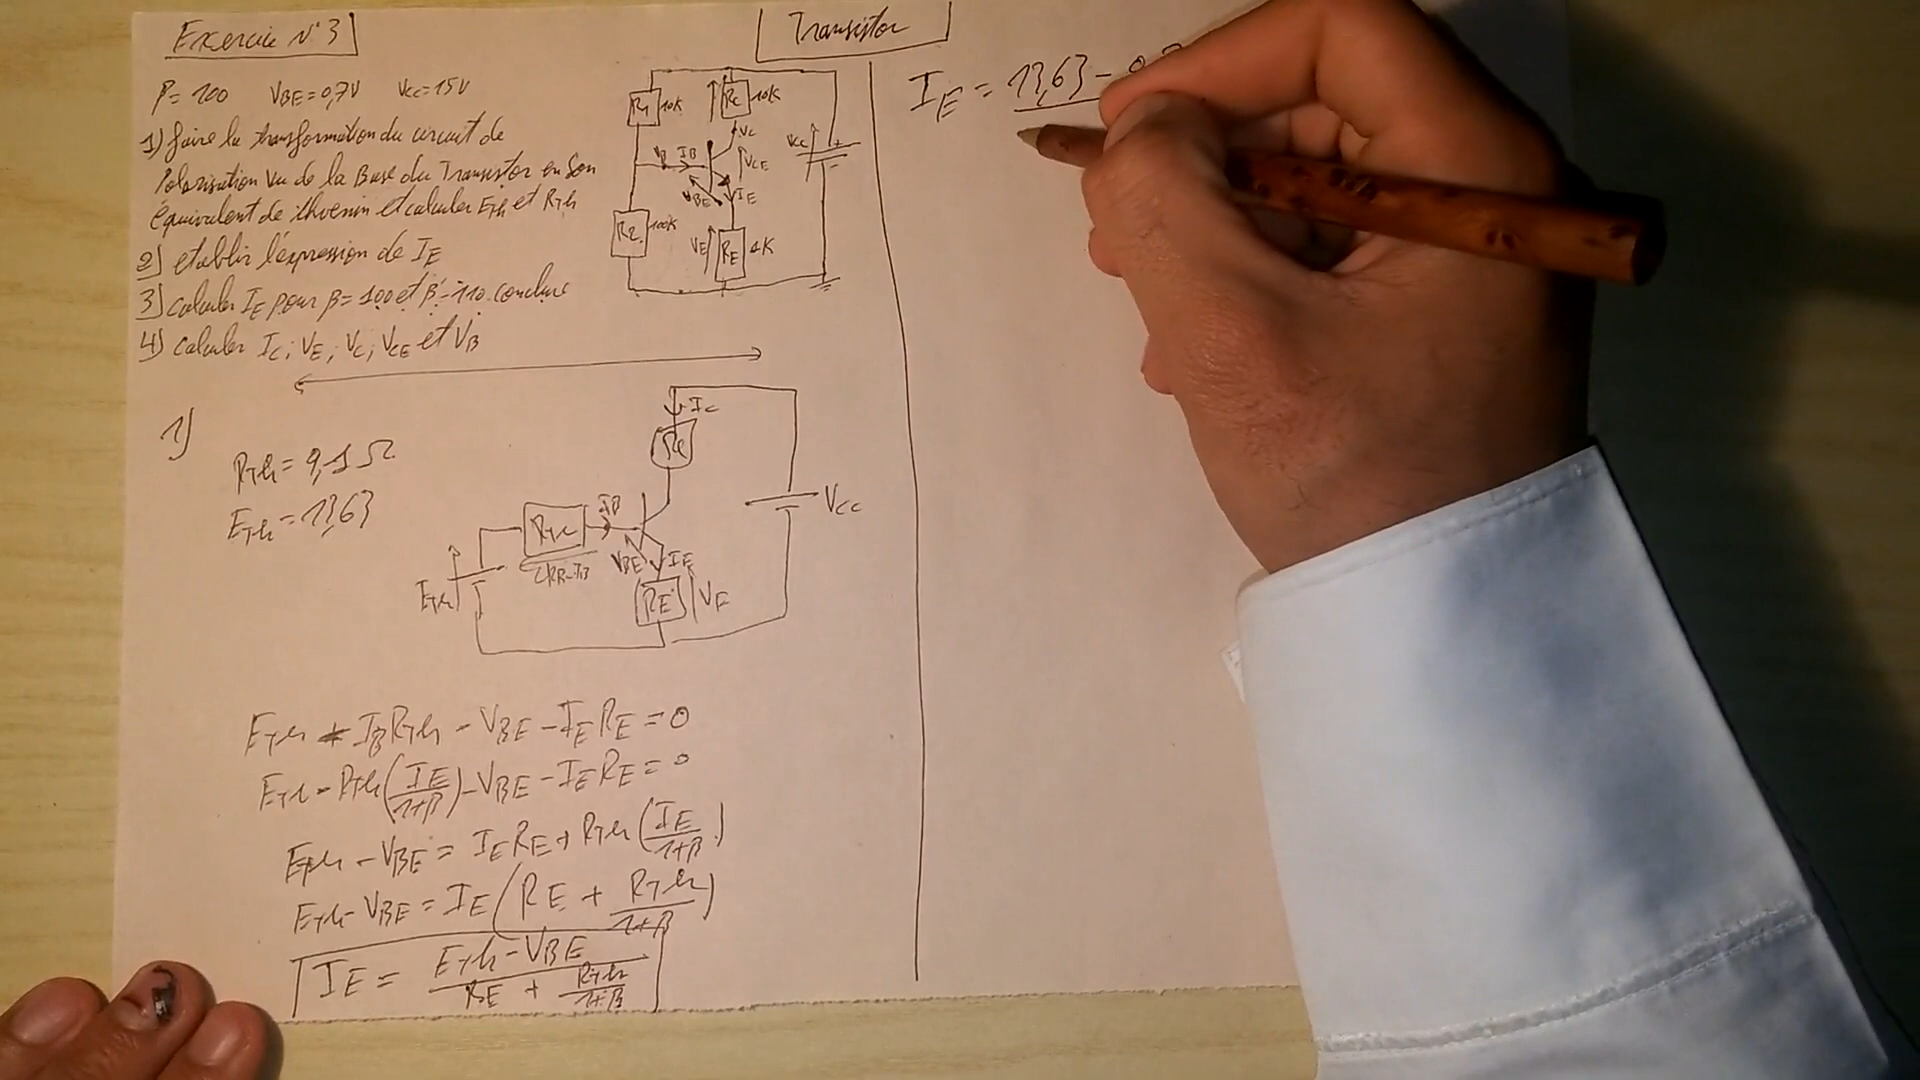 Exercice N°3
Transistor
β = 100 VBE = 0,7V Vcc = 15V
1) faire la transformation du circuit de
Polarisation Vu de la Base du Transistor en Son
équivalent de thvenin et calculer ETh et RTh
2) etablir l'expression de IE
3) calculer IE pour β = 100 et β = 110. conclure
4) calculer Ic ; VE ; Vc ; VCE et VB
R1 10K
Rc 10K
Vc
VB IB
VCE
Vcc
+
-
VBE
IE
R2 100K
VE RE
1)
RTh = 9,1 Ω
ETh = 13,63
Ic
Rc
Vcc
RTh
IB
VBE
IE
ETh
RE
VE
ETh - IB RTh - VBE - IE RE = 0
ETh - RTh (IE/1+β) - VBE - IE RE = 0
ETh - VBE = IE RE + RTh (IE/1+β)
ETh - VBE = IE (RE + RTh/1+β)
IE = ETh - VBE / RE + RTh/1+β
IE = 13,63 -